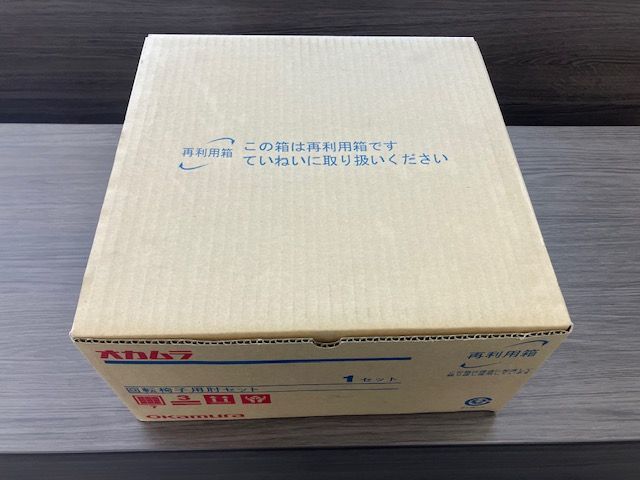 再利用箱
この箱は再利用箱です
ていねいに取り扱いください
オカムラ
再利用箱
回転椅子用肘セット
1セット
3
okamura